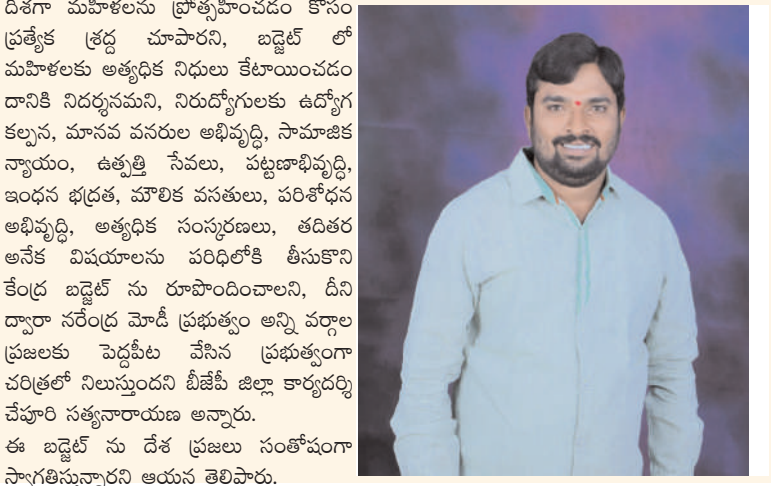 దిశగా మహిళలను ప్రోత్సహించడం కోసం
ప్రత్యేక శ్రద్ద చూపారని, బడ్జెట్ లో
మహిళలకు అత్యధిక నిధులు కేటాయించడం
దానికి నిదర్శనమని, నిరుద్యోగులకు ఉద్యోగ
కల్పన, మానవ వనరుల అభివృద్ధి, సామాజిక
న్యాయం, ఉత్పత్తి సేవలు, పట్టణాభివృద్ధి,
ఇంధన భద్రత, మౌలిక వసతులు, పరిశోధన
అభివృద్ధి, అత్యధిక సంస్కరణలు, తదితర
అనేక విషయాలను పరిధిలోకి తీసుకొని
కేంద్ర బడ్జెట్ ను రూపొందించాలని, దీని
ద్వారా నరేంద్ర మోడీ ప్రభుత్వం అన్ని వర్గాల
ప్రజలకు పెద్దపీట వేసిన ప్రభుత్వంగా
చరిత్రలో నిలుస్తుందని బీజేపీ జిల్లా కార్యదర్శి
చేపూరి సత్యనారాయణ అన్నారు.
ఈ బడ్జెట్ ను దేశ ప్రజలు సంతోషంగా
స్వాగతిస్తున్నారని ఆయన తెలిపారు.